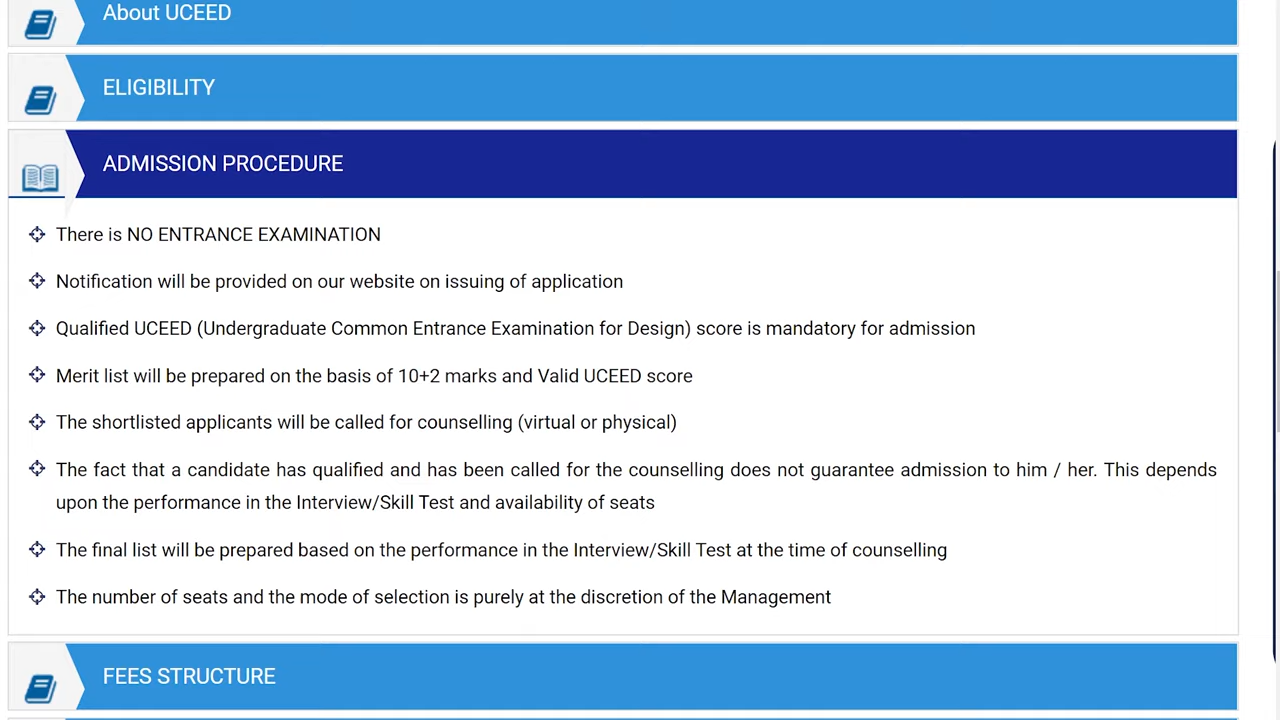 About UCEED
ELIGIBILITY
ADMISSION PROCEDURE
There is NO ENTRANCE EXAMINATION
Notification will be provided on our website on issuing of application
Qualified UCEED (Undergraduate Common Entrance Examination for Design) score is mandatory for admission
Merit list will be prepared on the basis of 10+2 marks and Valid UCEED score
The shortlisted applicants will be called for counselling (virtual or physical)
The fact that a candidate has qualified and has been called for the counselling does not guarantee admission to him / her. This depends
upon the performance in the Interview/Skill Test and availability of seats
The final list will be prepared based on the performance in the Interview/Skill Test at the time of counselling
The number of seats and the mode of selection is purely at the discretion of the Management
FEES STRUCTURE